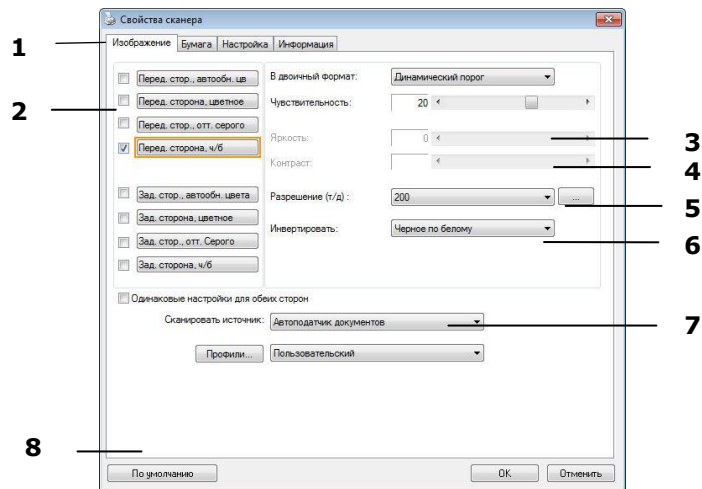 Свойства сканера
1
Изображение Бумага Настройка Информация
2
Перед. стор., автообн. цв
Перед. сторона, цветное
Перед. стор., отт. серого
Перед. сторона, ч/б
Зад. стор., автообн. цвета
Зад. сторона, цветное
Зад. стор., отт. Серого
Зад. сторона, ч/б
В двоичный формат: Динамический порог
Чувствительность: 20
Яркость: 0
3
Контраст:
4
Разрешение (т/д) : 200 ...
5
Инвертировать: Черное по белому
6
Одинаковые настройки для обеих сторон
Сканировать источник: Автоподатчик документов
7
Профили... Пользовательский
8
По умолчанию OK Отменить